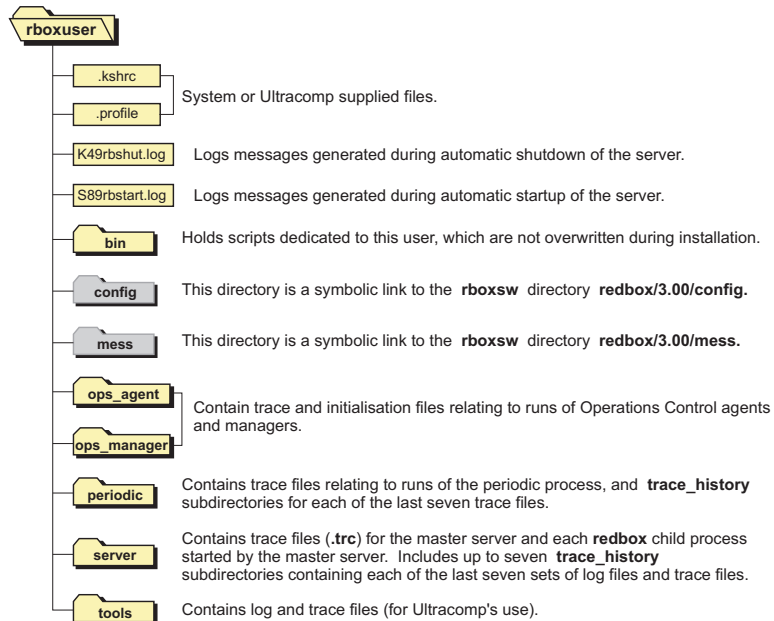 rboxuser
.kshrc
.profile
System or Ultracomp supplied files.
K49rbshut.log
Logs messages generated during automatic shutdown of the server.
S89rbstart.log
Logs messages generated during automatic startup of the server.
bin
Holds scripts dedicated to this user, which are not overwritten during installation.
config
This directory is a symbolic link to the rboxsw directory redbox/3.00/config.
mess
This directory is a symbolic link to the rboxsw directory redbox/3.00/mess.
ops_agent
ops_manager
Contain trace and initialisation files relating to runs of Operations Control agents
and managers.
periodic
Contains trace files relating to runs of the periodic process, and trace_history
subdirectories for each of the last seven trace files.
server
Contains trace files (.trc) for the master server and each redbox child process
started by the master server. Includes up to seven trace_history
subdirectories containing each of the last seven sets of log files and trace files.
tools
Contains log and trace files (for Ultracomp's use).